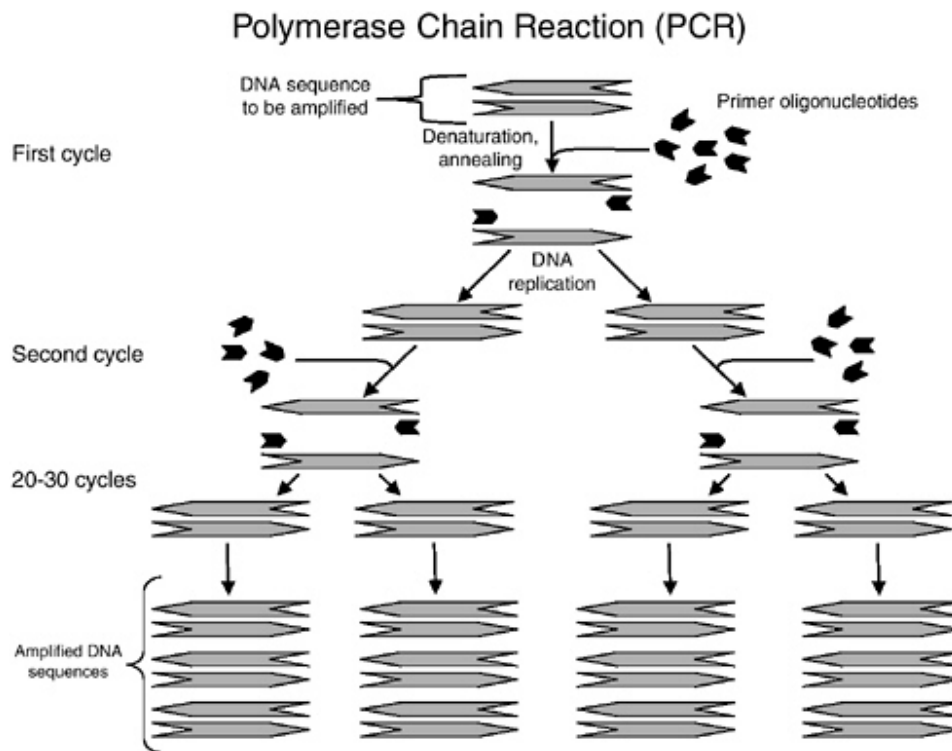 Polymerase Chain Reaction (PCR)
DNA sequence
to be amplified
Primer oligonucleotides
First cycle
Denaturation,
annealing
DNA
replication
Second cycle
20-30 cycles
Amplified DNA
sequences